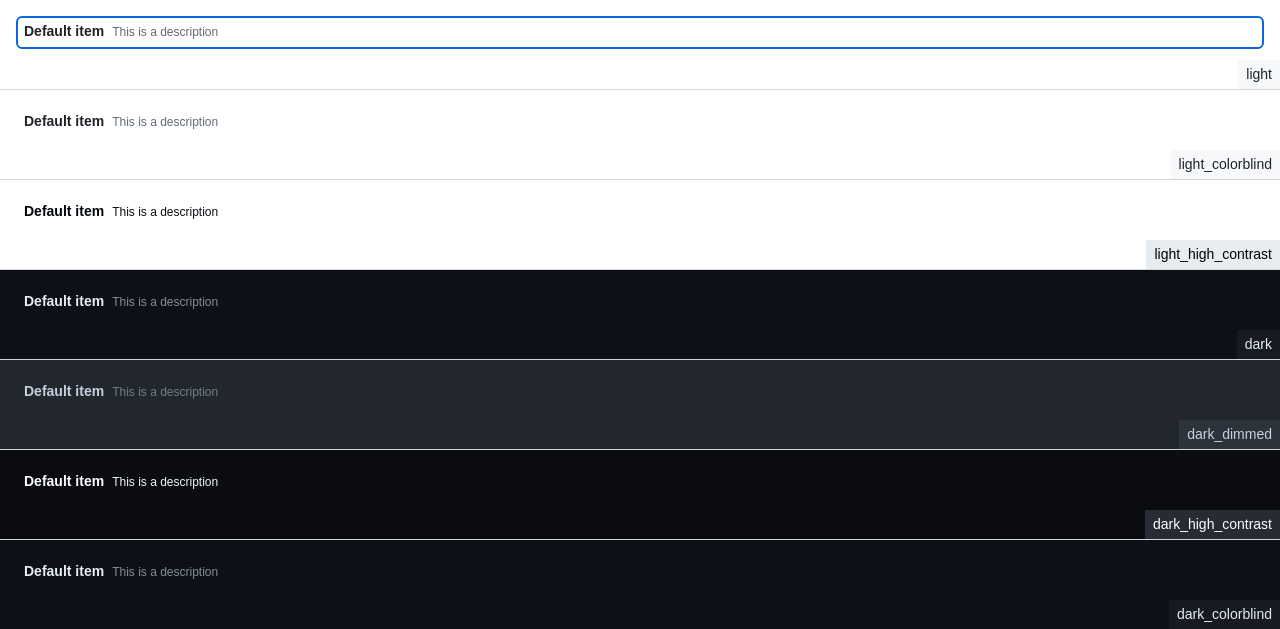 Default item This is a description
light
Default item This is a description
light_colorblind
Default item This is a description
light_high_contrast
Default item This is a description
dark
Default item This is a description
dark_dimmed
Default item This is a description
dark_high_contrast
Default item This is a description
dark_colorblind